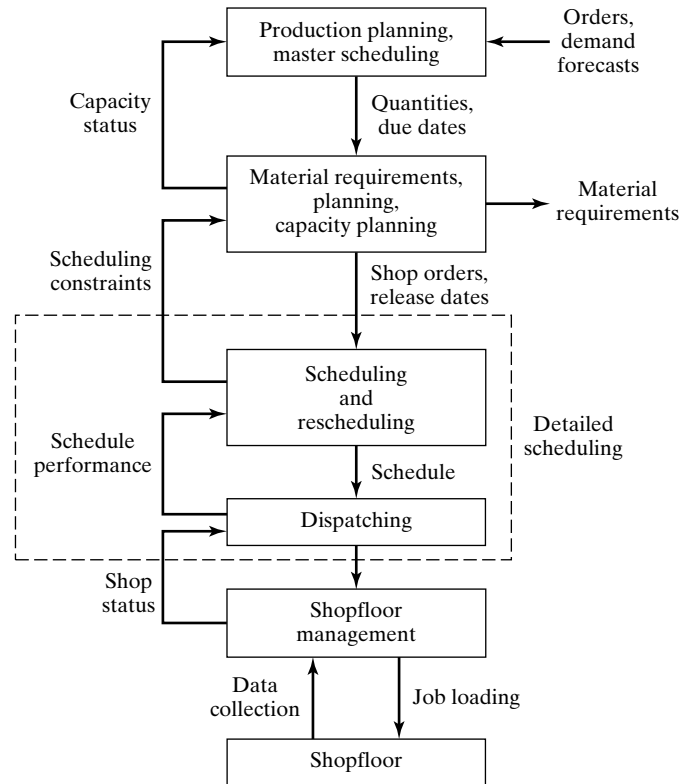 Production planning,
master scheduling
Orders,
demand
forecasts
Capacity
status
Quantities,
due dates
Material requirements,
planning,
capacity planning
Material
requirements
Scheduling
constraints
Shop orders,
release dates
Scheduling
and
rescheduling
Detailed
scheduling
Schedule
performance
Schedule
Dispatching
Shop
status
Shopfloor
management
Data
collection
Job loading
Shopfloor